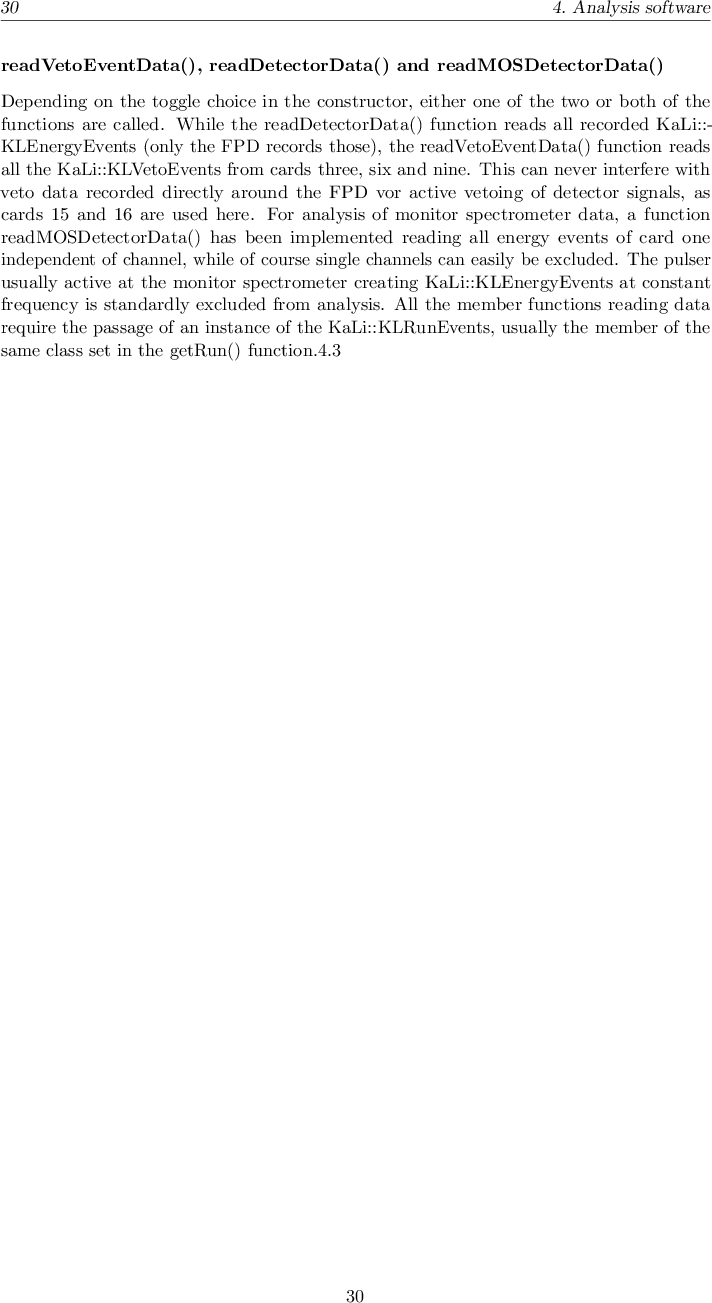 30 4. Analysis software
readVetoEventData(), readDetectorData() and readMOSDetectorData()
Depending on the toggle choice in the constructor, either one of the two or both of the
functions are called. While the readDetectorData() function reads all recorded KaLi::-
KLEnergyEvents (only the FPD records those), the readVetoEventData() function reads
all the KaLi::KLVetoEvents from cards three, six and nine. This can never interfere with
veto data recorded directly around the FPD vor active vetoing of detector signals, as
cards 15 and 16 are used here. For analysis of monitor spectrometer data, a function
readMOSDetectorData() has been implemented reading all energy events of card one
independent of channel, while of course single channels can easily be excluded. The pulser
usually active at the monitor spectrometer creating KaLi::KLEnergyEvents at constant
frequency is standardly excluded from analysis. All the member functions reading data
require the passage of an instance of the KaLi::KLRunEvents, usually the member of the
same class set in the getRun() function.4.3
30